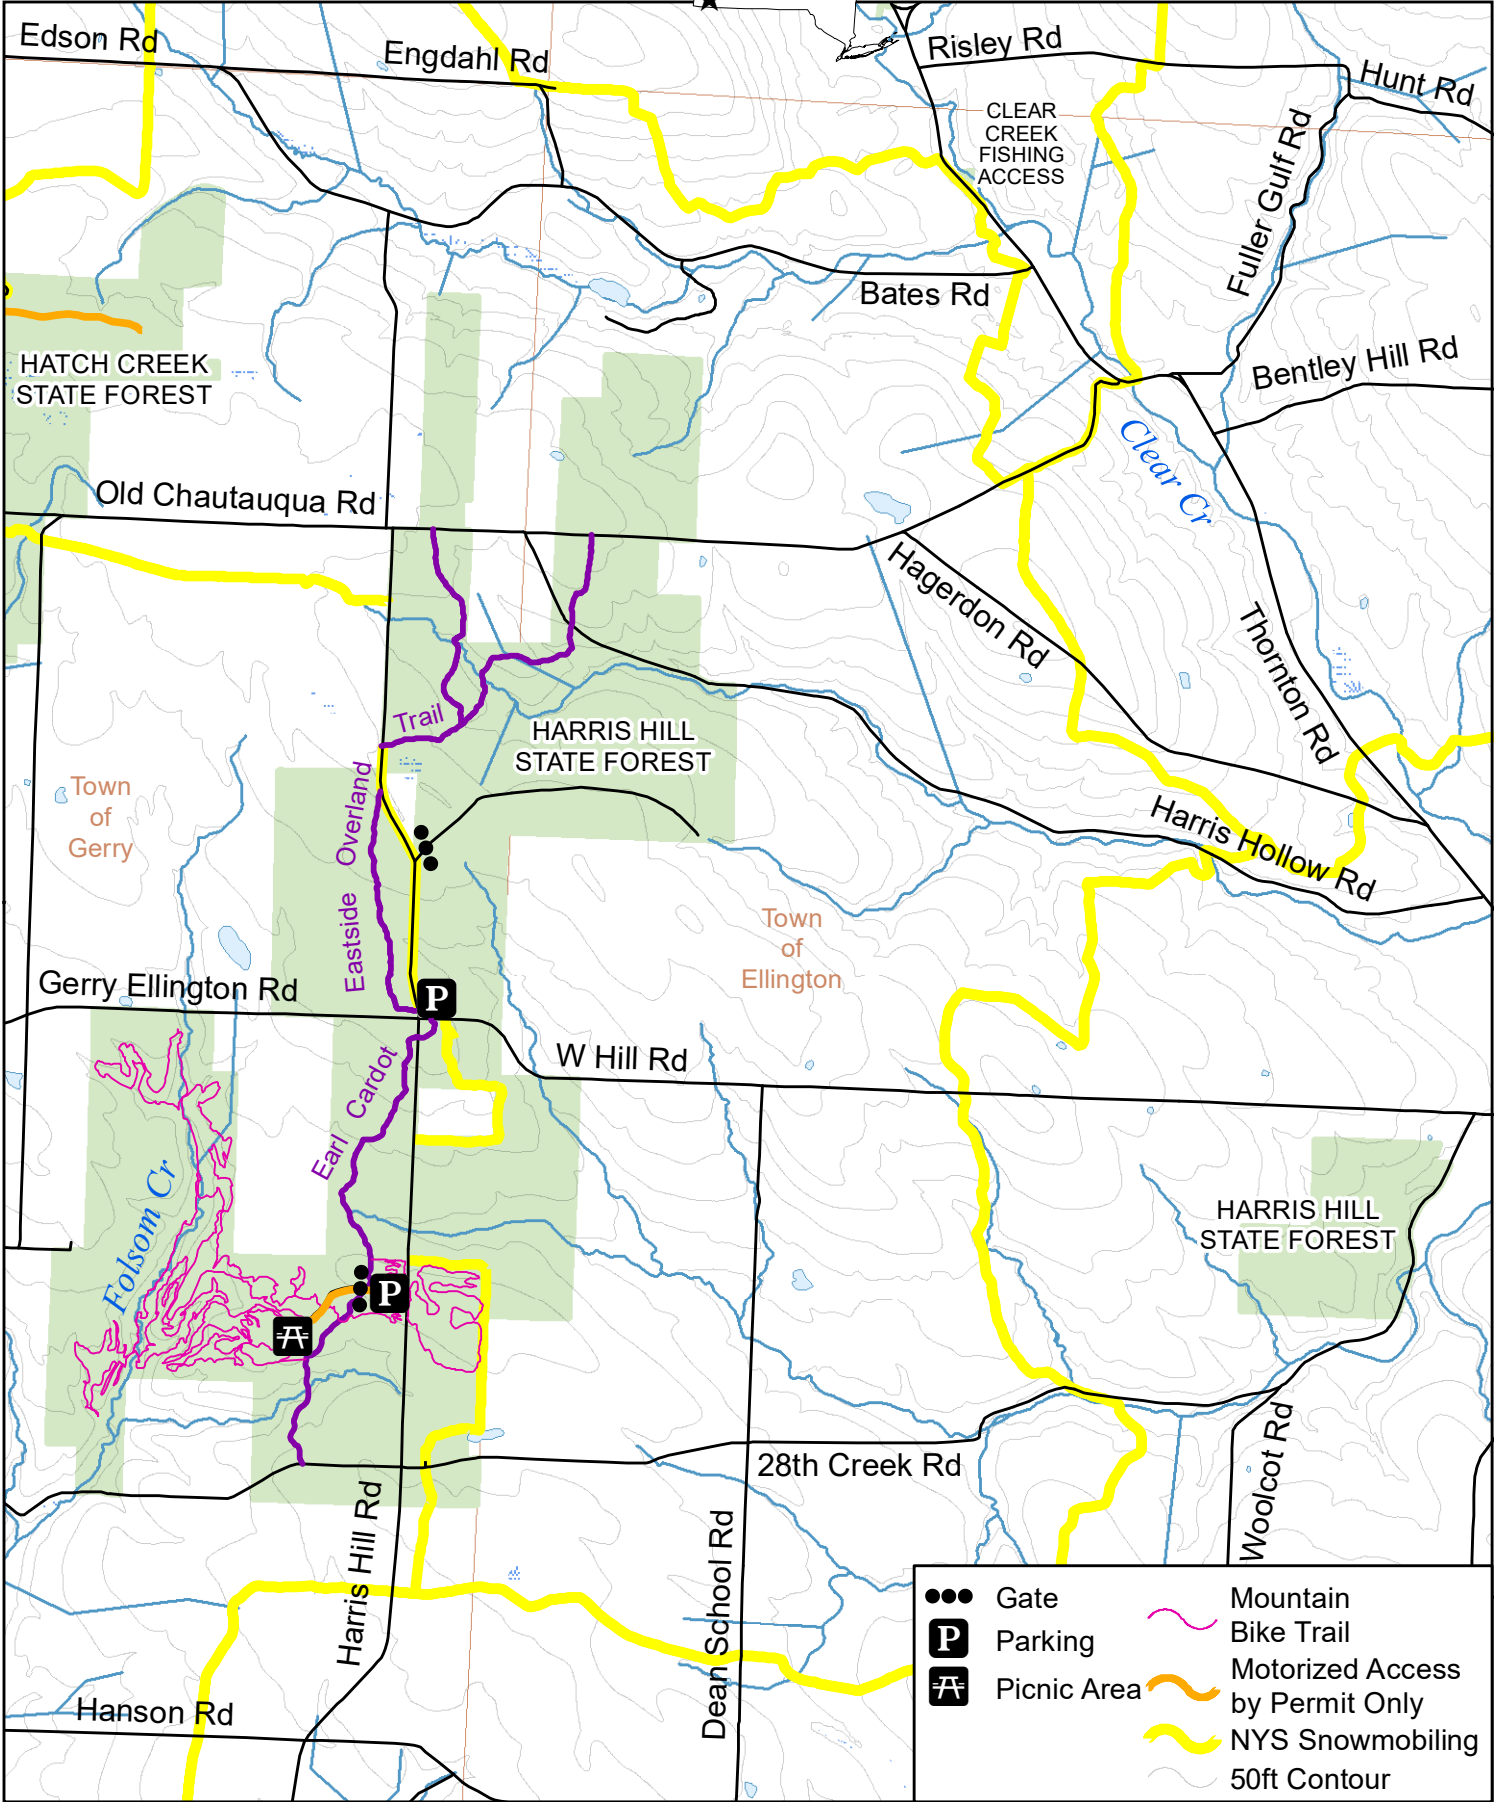 Edson Rd
Engdahl Rd
Risley Rd
Hunt Rd
CLEAR
CREEK
FISHING
ACCESS
Fuller Gulf Rd
Bates Rd
Bentley Hill Rd
HATCH CREEK
STATE FOREST
Clear Cr
Old Chautauqua Rd
Hagerdon Rd
Thornton Rd
Trail
HARRIS HILL
STATE FOREST
Town
of
Gerry
Eastside Overland
Harris Hollow Rd
Town
of
Ellington
Gerry Ellington Rd
P
W Hill Rd
Earl Cardot
Folsom Cr
HARRIS HILL
STATE FOREST
P
28th Creek Rd
Woolcot Rd
Harris Hill Rd
Dean School Rd
Hanson Rd
Gate
P Parking
Picnic Area
Mountain
Bike Trail
Motorized Access
by Permit Only
NYS Snowmobiling
50ft Contour